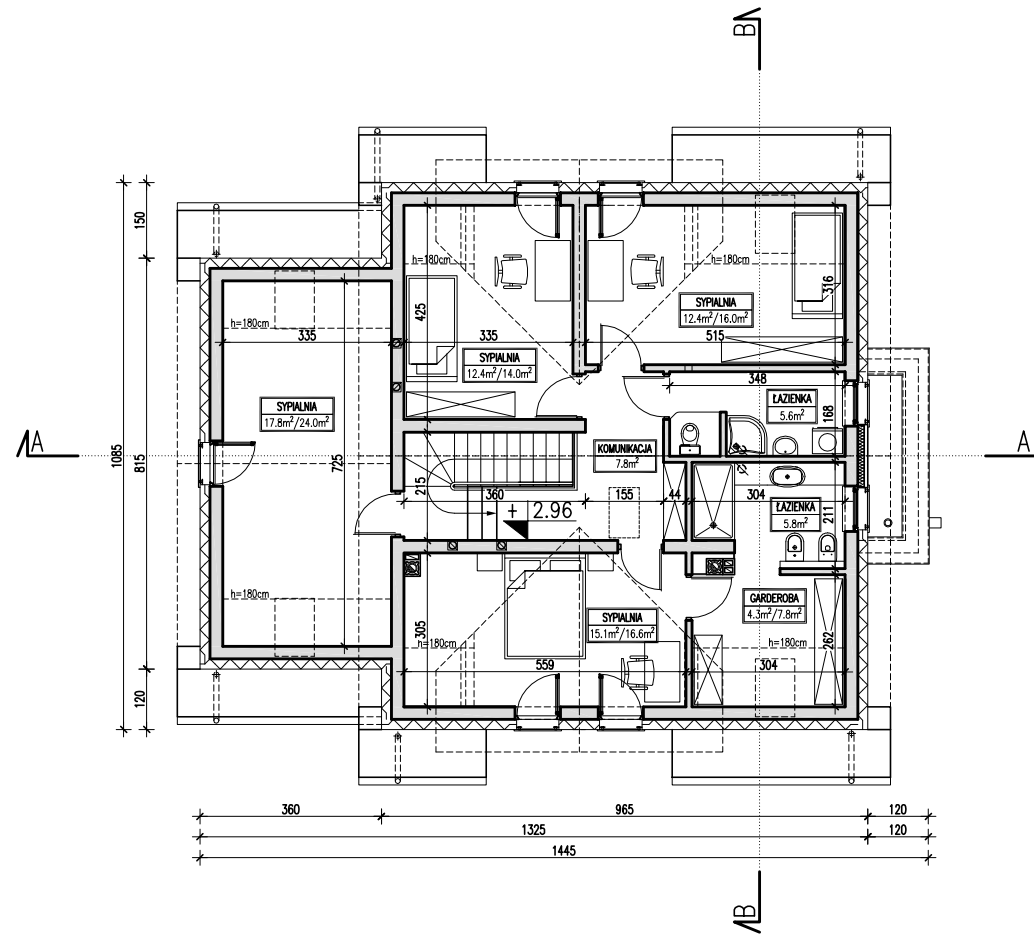 B
150
h=180cm
h=180cm
316
425
SYPIALNIA
12.4m²/16.0m²
h=180cm
335
335
515
SYPIALNIA
12.4m²/14.0m²
348
SYPIALNIA
17.8m²/24.0m²
ŁAZIENKA
5.6m²
168
A
A
1085
815
725
KOMUNIKACJA
7.8m²
215
360
155
44
304
+ 2.96
ŁAZIENKA
5.8m²
211
h=180cm
305
SYPIALNIA
15.1m²/16.6m²
GARDEROBA
4.3m²/7.8m²
h=180cm
h=180cm
262
559
304
120
360
965
120
1325
120
1445
B